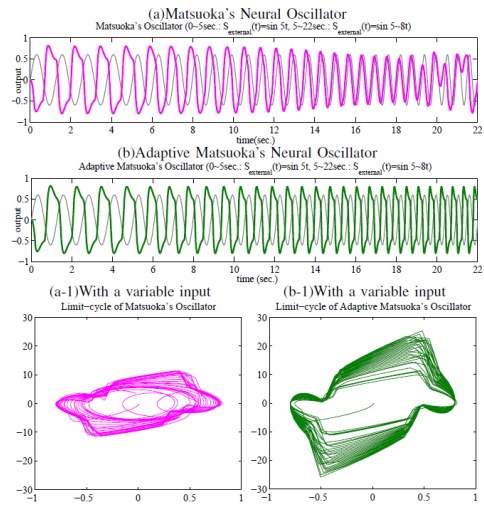 (a)Matsuoka's Neural Oscillator
Matsuoka's Oscillator (0~5sec.: S_external(t)=sin 5t, 5~22sec.: S_external(t)=sin 5~8t)
1
0.5
0
−0.5
−1
output
0 2 4 6 8 10 12 14 16 18 20 22
time(sec.)
(b)Adaptive Matsuoka's Neural Oscillator
Adaptive Matsuoka's Oscillator (0~5sec.: S_external(t)=sin 5t, 5~22sec.: S_external(t)=sin 5~8t)
1
0.5
0
−0.5
−1
output
0 2 4 6 8 10 12 14 16 18 20 22
time (sec.)
(a-1)With a variable input
Limit−cycle of Matsuoka's Oscillator
30
20
10
0
−10
−20
−30
−1 −0.5 0 0.5 1
(b-1)With a variable input
Limit−cycle of Adaptive Matsuoka's Oscillator
30
20
10
0
−10
−20
−30
−1 −0.5 0 0.5 1